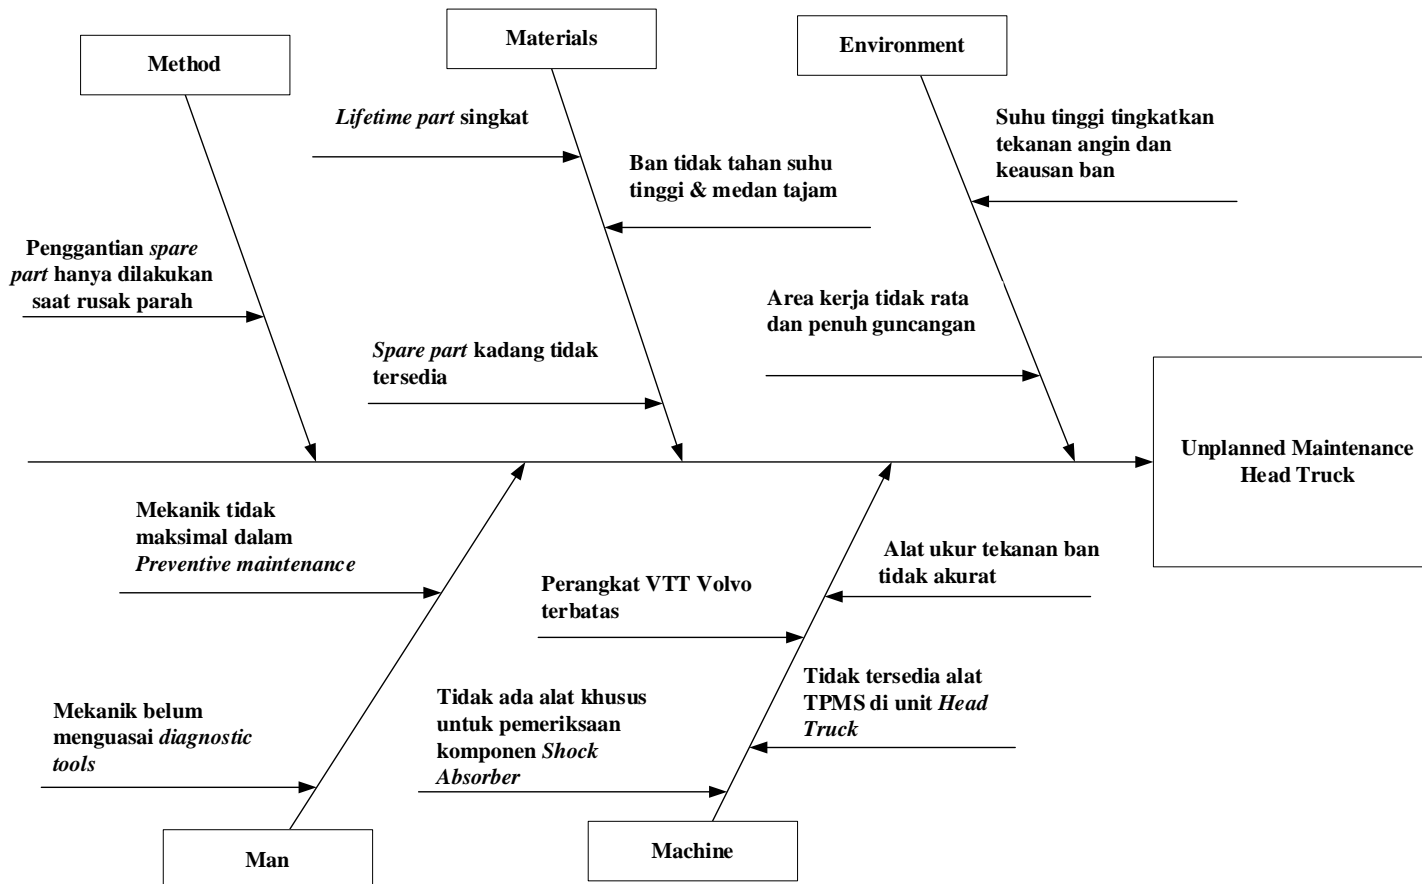 Method
Materials
Environment
Lifetime part singkat
Ban tidak tahan suhu
tinggi & medan tajam
Suhu tinggi tingkatkan
tekanan angin dan
keausan ban
Penggantian spare
part hanya dilakukan
saat rusak parah
Spare part kadang tidak
tersedia
Area kerja tidak rata
dan penuh guncangan
Unplanned Maintenance
Head Truck
Mekanik tidak
maksimal dalam
Preventive maintenance
Perangkat VTT Volvo
terbatas
Alat ukur tekanan ban
tidak akurat
Mekanik belum
menguasai diagnostic
tools
Tidak ada alat khusus
untuk pemeriksaan
komponen Shock
Absorber
Tidak tersedia alat
TPMS di unit Head
Truck
Man
Machine